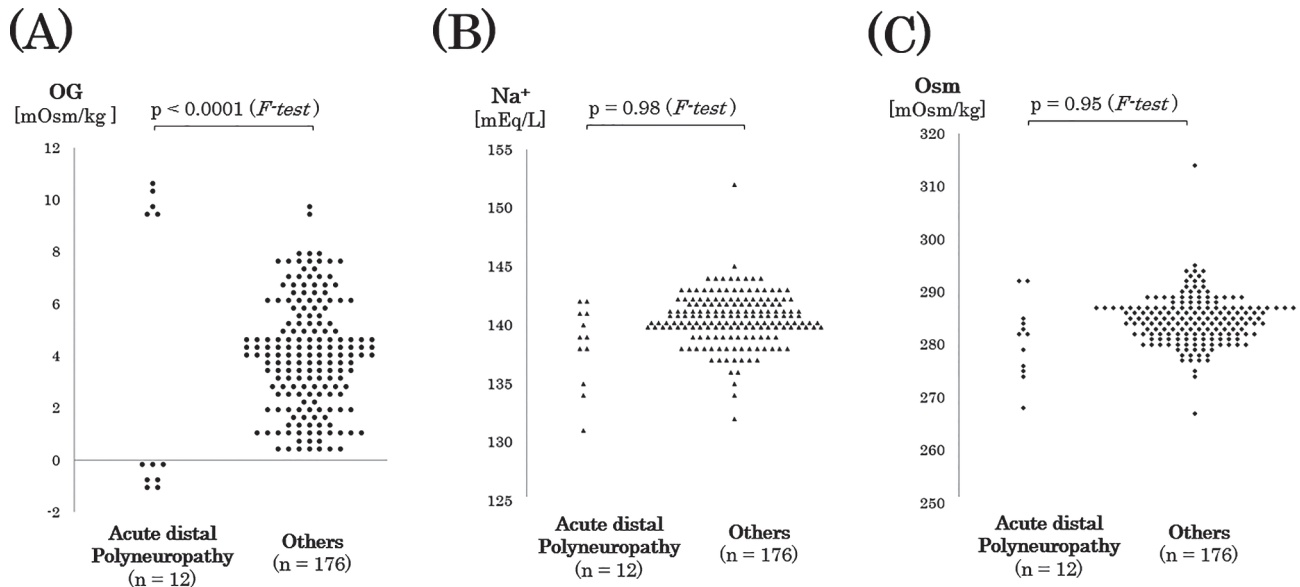 (A)
OG
[mOsm/kg ]
p < 0.0001 (F-test)
12
10
8
6
4
2
0
-2
Acute distal
Polyneuropathy
(n = 12)
Others
(n = 176)
(B)
Na⁺
[mEq/L]
p = 0.98 (F-test)
155
150
145
140
135
130
125
Acute distal
Polyneuropathy
(n = 12)
Others
(n = 176)
(C)
Osm
[mOsm/kg]
p = 0.95 (F-test)
320
310
300
290
280
270
260
250
Acute distal
Polyneuropathy
(n = 12)
Others
(n = 176)